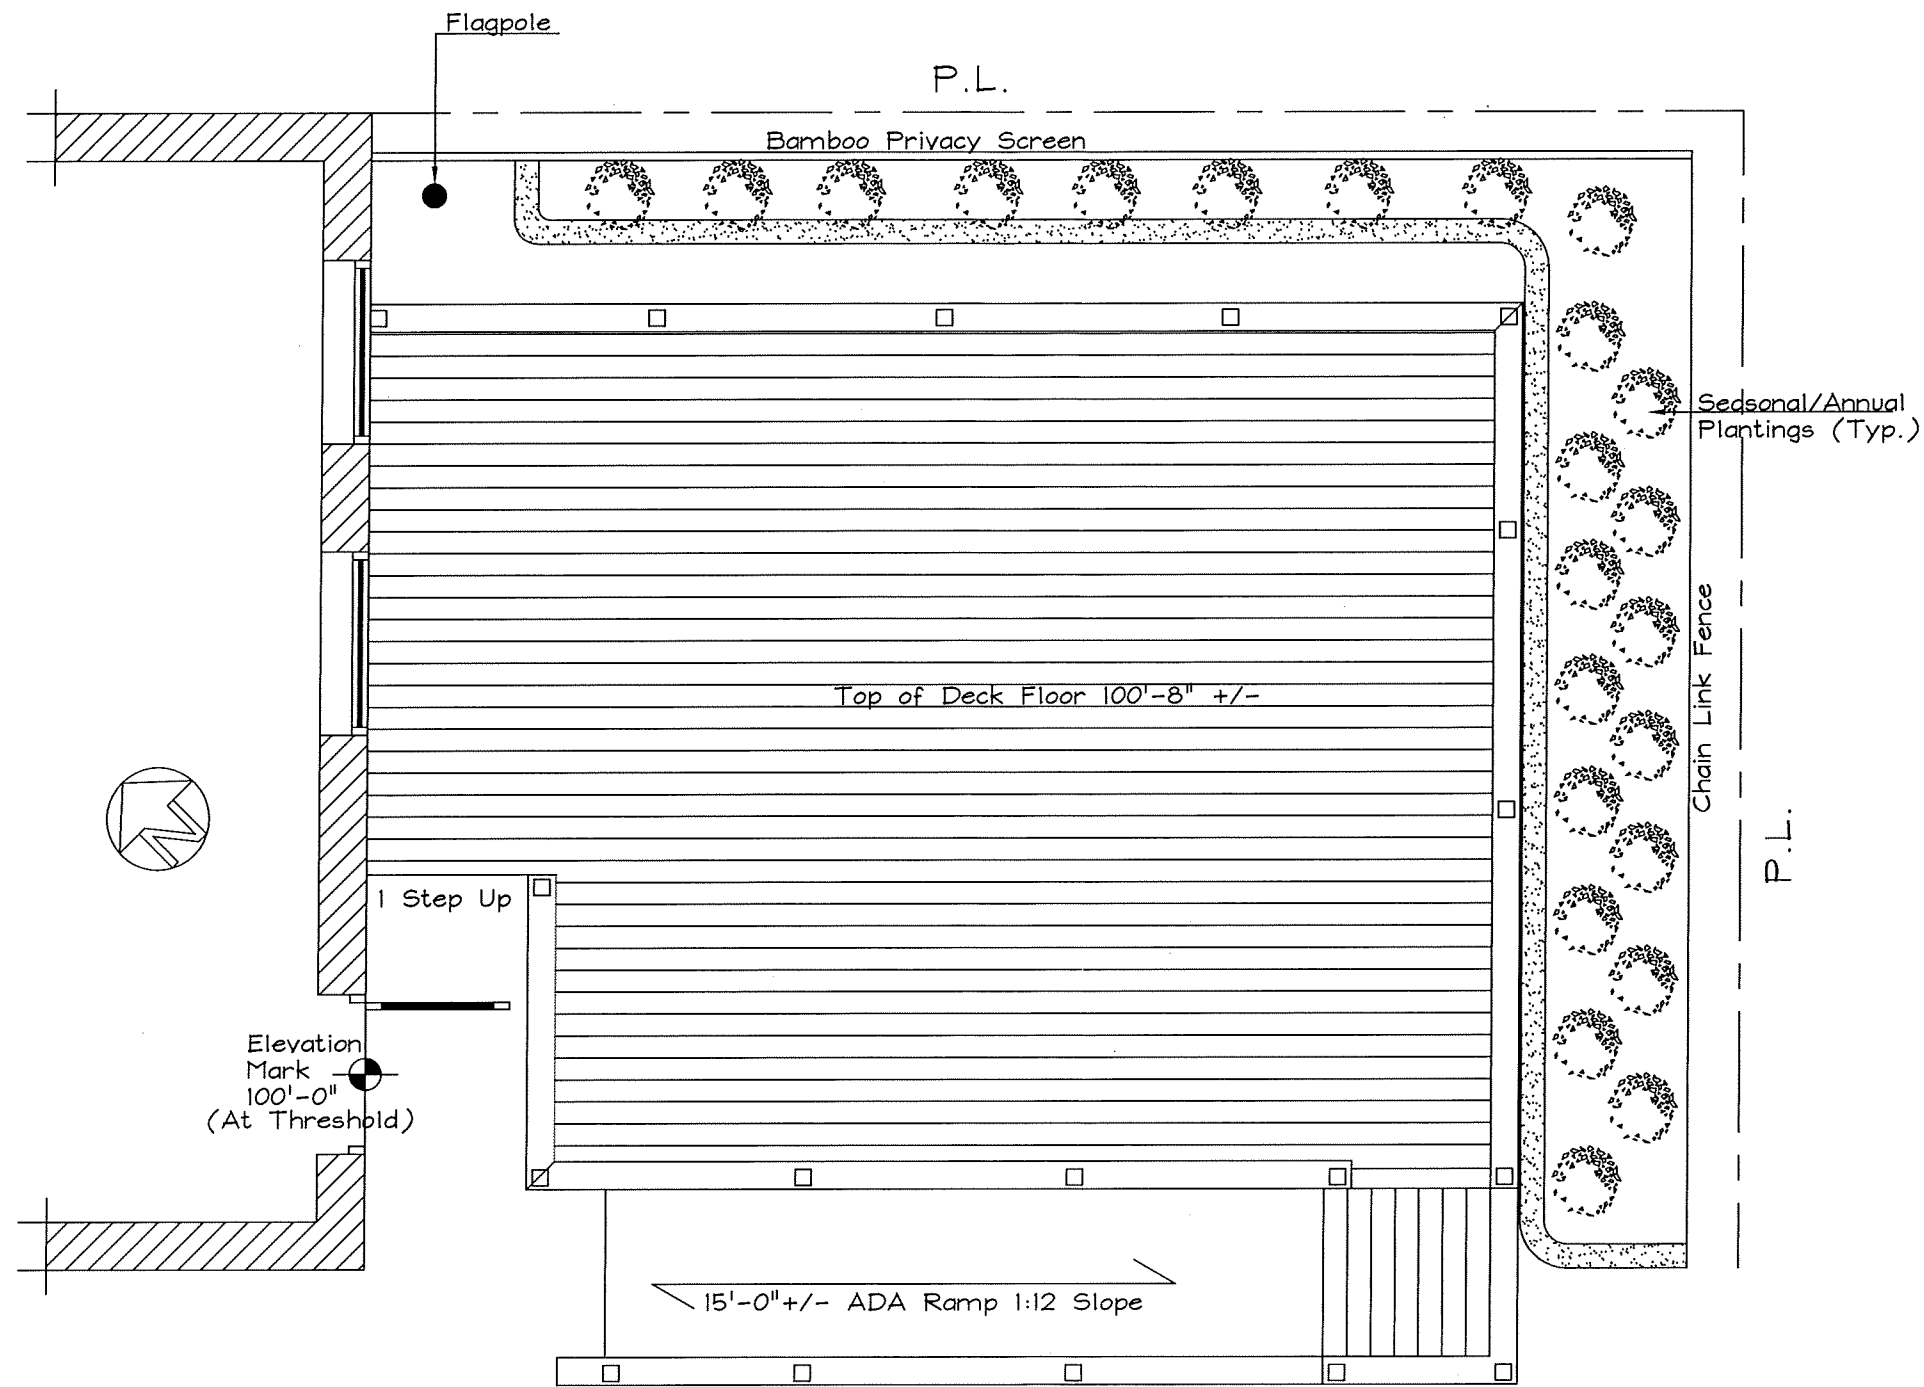 Flagpole
P.L.
Bamboo Privacy Screen
Sedsonal/Annual
Plantings (Typ.)
Chain Link Fence
Top of Deck Floor 100'-8" +/-
P.L.
1 Step Up
Elevation
Mark
100'-0"
(At Threshold)
15'-0"+/- ADA Ramp 1:12 Slope